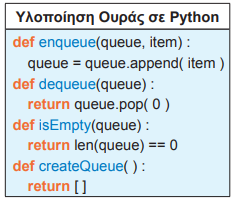 Υλοποίηση Ουράς σε Python
def enqueue(queue, item) :
queue = queue.append( item )
def dequeue(queue) :
return queue.pop( 0 )
def isEmpty(queue) :
return len(queue) == 0
def createQueue( ) :
return [ ]